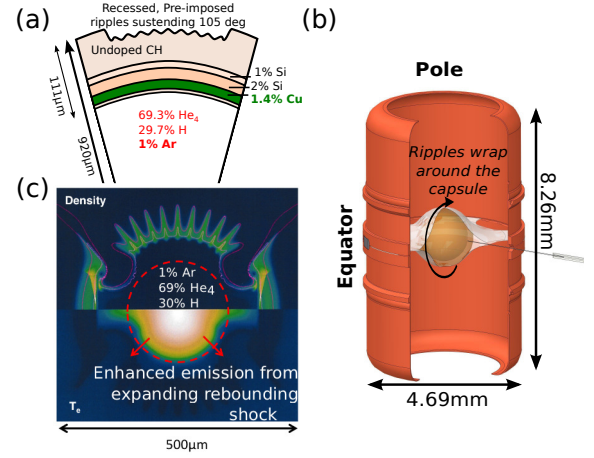 (a)
Recessed, Pre-imposed
ripples sustending 105 deg
Undoped CH
1% Si
2% Si
1.4% Cu
111μm
920μm
69.3% He4
29.7% H
1% Ar
(b)
Pole
Ripples wrap
around the
capsule
Equator
8.26mm
4.69mm
(c)
Density
1% Ar
69% He4
30% H
Enhanced emission from
expanding rebounding
shock
Te
500μm